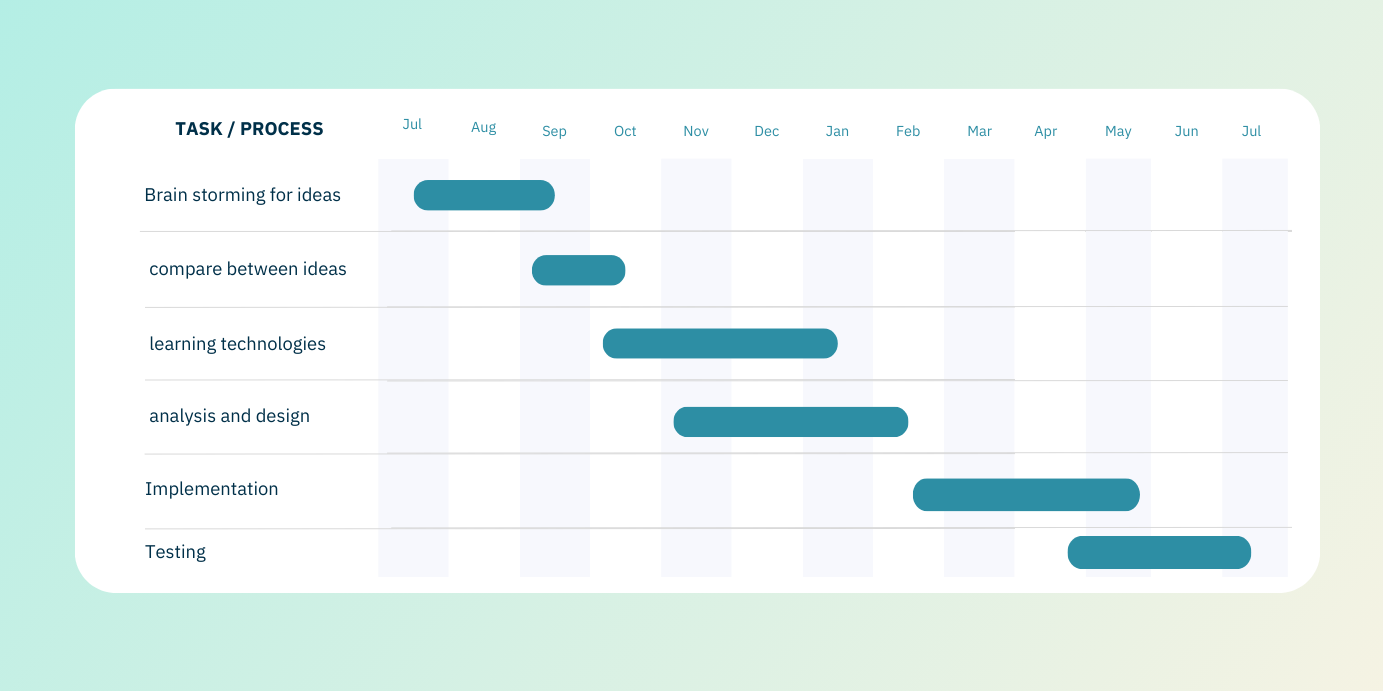 TASK / PROCESS Jul Aug Sep Oct Nov Dec Jan Feb Mar Apr May Jun Jul
Brain storming for ideas
compare between ideas
learning technologies
analysis and design
Implementation
Testing